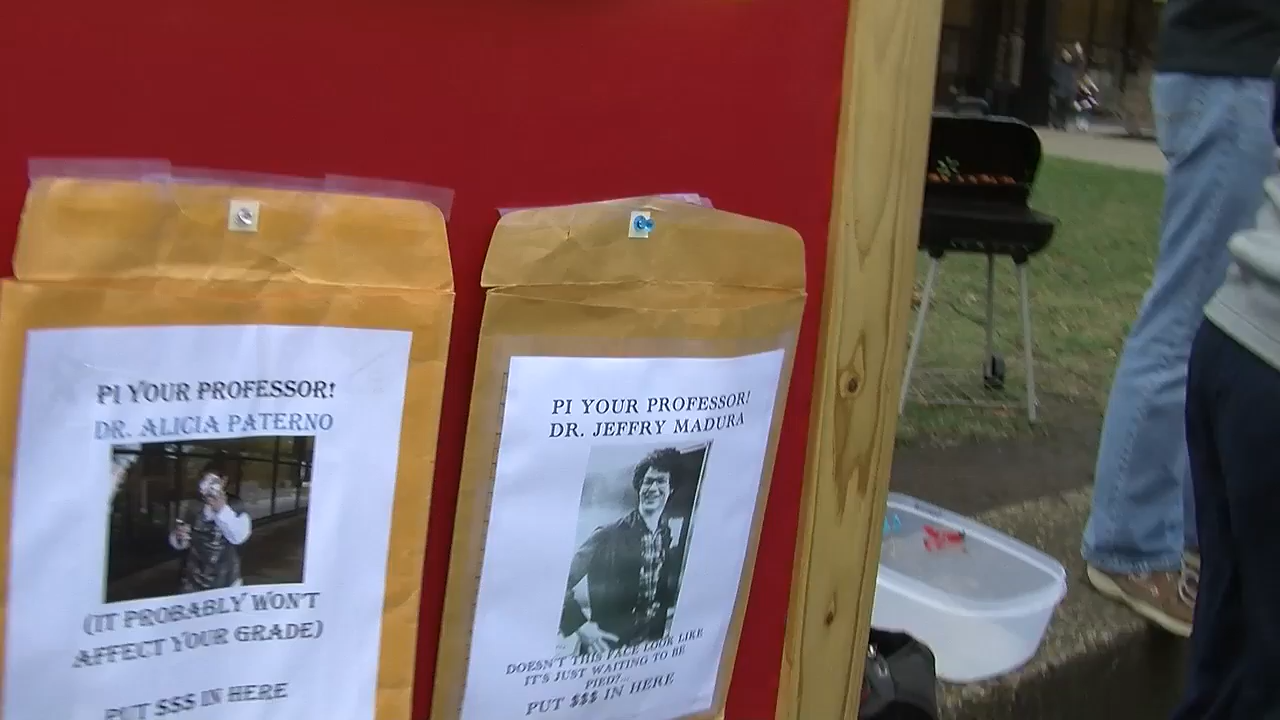 PI YOUR PROFESSOR!
DR. ALICIA PATERNO
(IT PROBABLY WON'T
AFFECT YOUR GRADE)
PUT $$$ IN HERE
PI YOUR PROFESSOR!
DR. JEFFRY MADURA
DOESN'T THIS FACE LOOK LIKE
IT'S JUST WAITING TO BE
PIED?...
PUT $$$ IN HERE